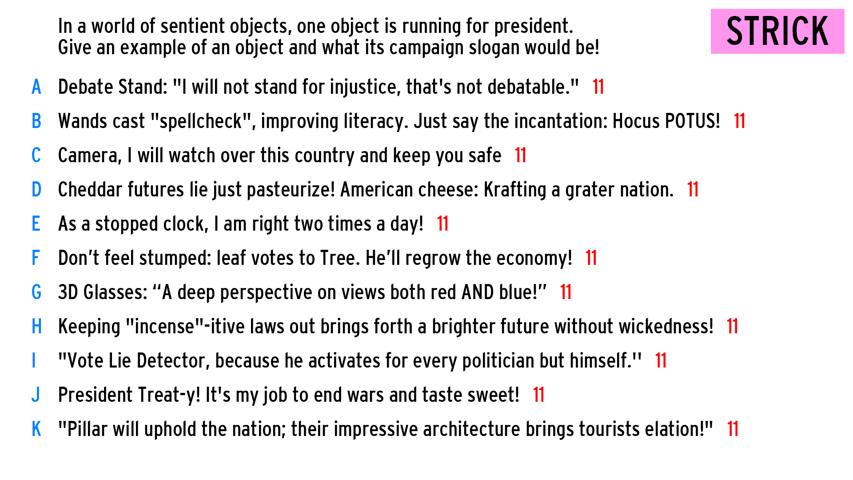 In a world of sentient objects, one object is running for president.
Give an example of an object and what its campaign slogan would be!
STRICK
A Debate Stand: "I will not stand for injustice, that's not debatable." 11
B Wands cast "spellcheck", improving literacy. Just say the incantation: Hocus POTUS! 11
C Camera, I will watch over this country and keep you safe 11
D Cheddar futures lie just pasteurize! American cheese: Krafting a grater nation. 11
E As a stopped clock, I am right two times a day! 11
F Don’t feel stumped: leaf votes to Tree. He’ll regrow the economy! 11
G 3D Glasses: “A deep perspective on views both red AND blue!” 11
H Keeping "incense"-itive laws out brings forth a brighter future without wickedness! 11
I "Vote Lie Detector, because he activates for every politician but himself.'' 11
J President Treat-y! It's my job to end wars and taste sweet! 11
K "Pillar will uphold the nation; their impressive architecture brings tourists elation!" 11